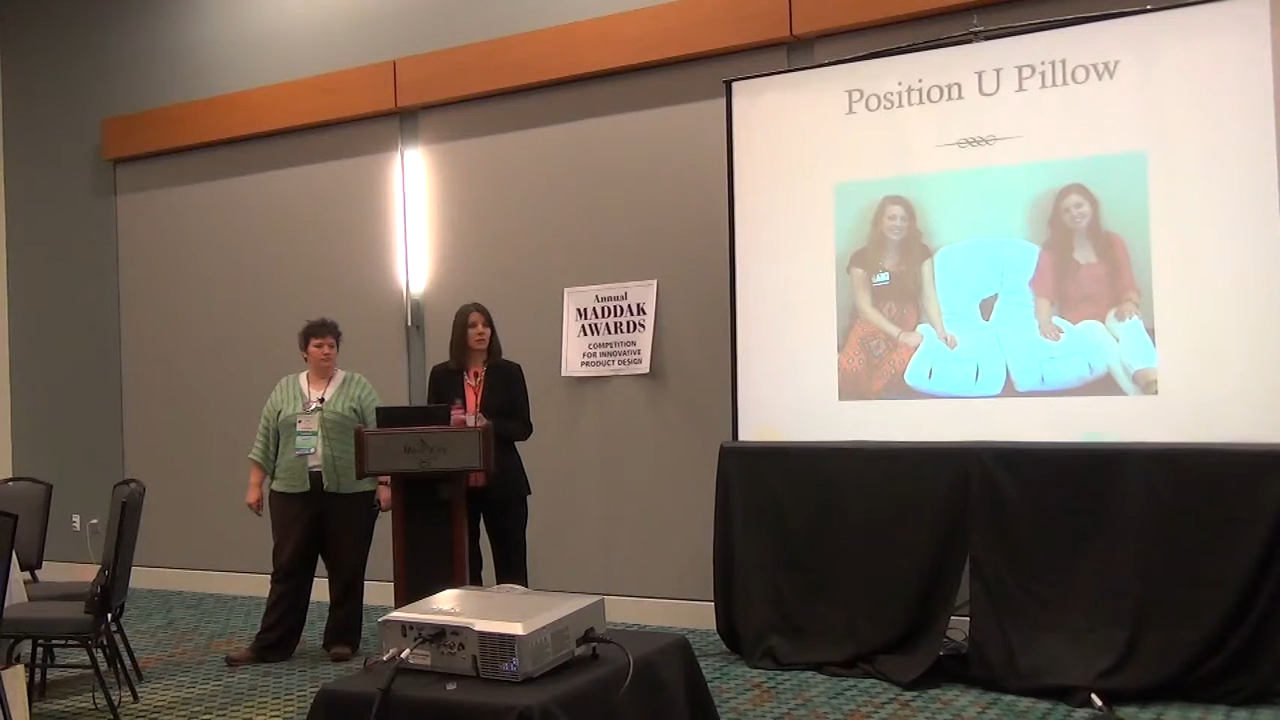 Position U Pillow
Annual
MADDAK
AWARDS
COMPETITION
FOR INNOVATIVE
PRODUCT DESIGN